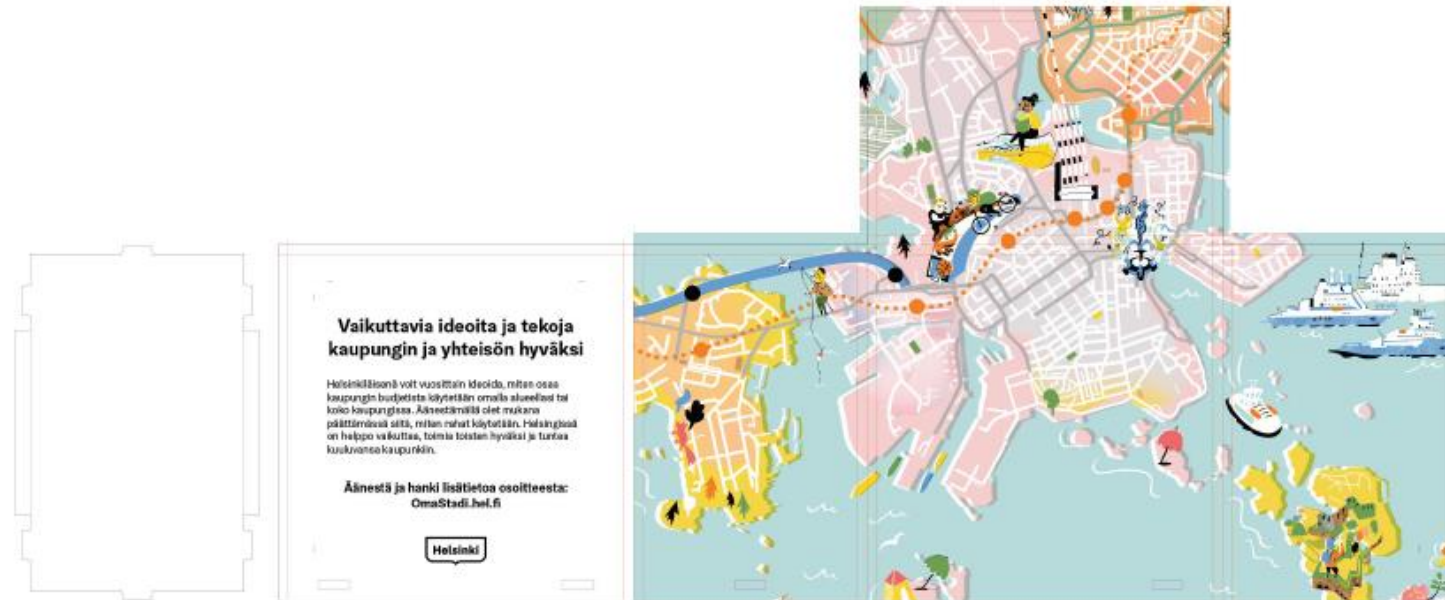 Vaikuttavia ideoita ja tekoja
kaupungin ja yhteisön hyväksi
Helsinkiläisenä voit vuosittain ideoida, miten osaa
kaupungin budjetista käytetään omalla alueellasi tai
koko kaupungissa. Äänestämällä olet mukana
päättämässä siitä, miten rahat käytetään. Helsingissä
on helppo vaikuttaa, toimia toisten hyväksi ja tuntea
kuuluvansa kaupunkiin.
Äänestä ja hanki lisätietoa osoitteesta:
OmaStadi.hel.fi
Helsinki